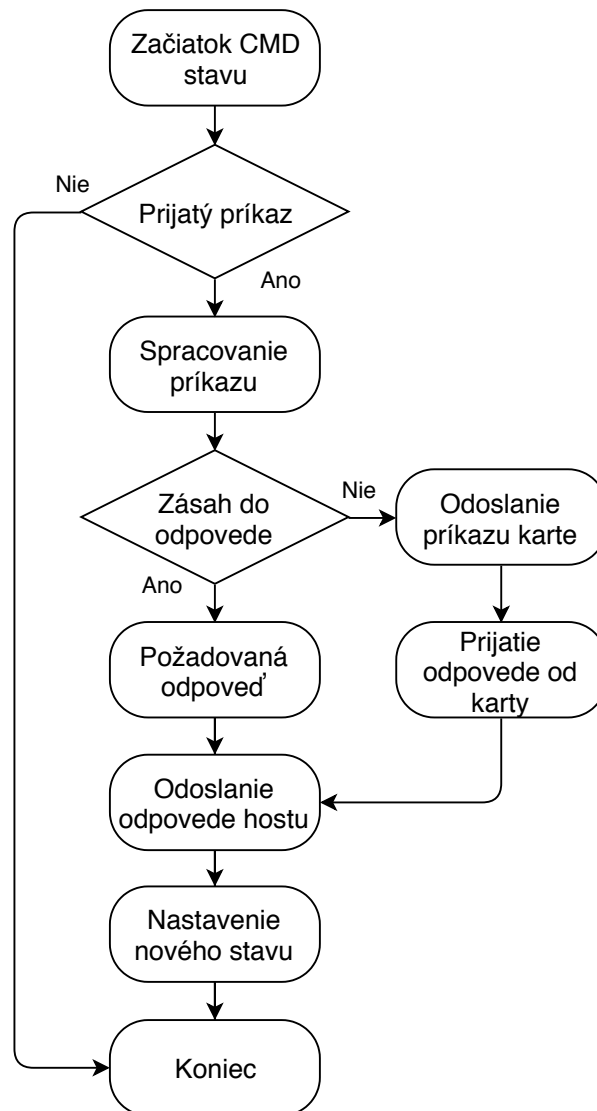 Začiatok CMD
stavu
Nie
Prijatý príkaz
Ano
Spracovanie
príkazu
Zásah do
odpovede
Nie
Odoslanie
príkazu karte
Ano
Požadovaná
odpoveď
Prijatie
odpovede od
karty
Odoslanie
odpovede hostu
Nastavenie
nového stavu
Koniec